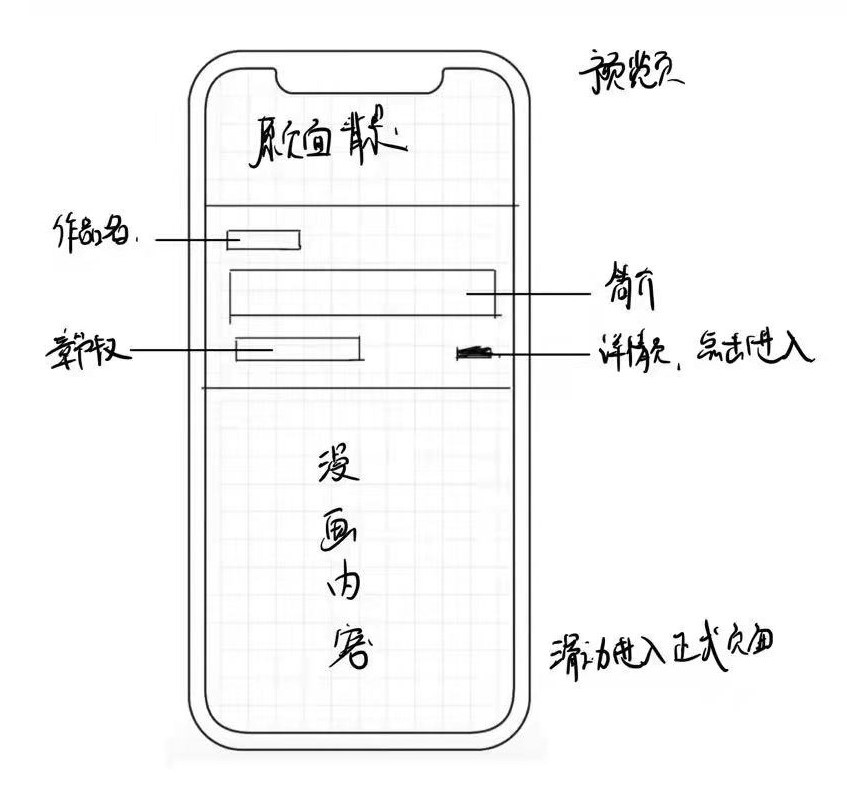 预览页
原页面背景
作品名
简介
章节数
详情页，点击进入
漫
画
内
容
滑动进入正式页面